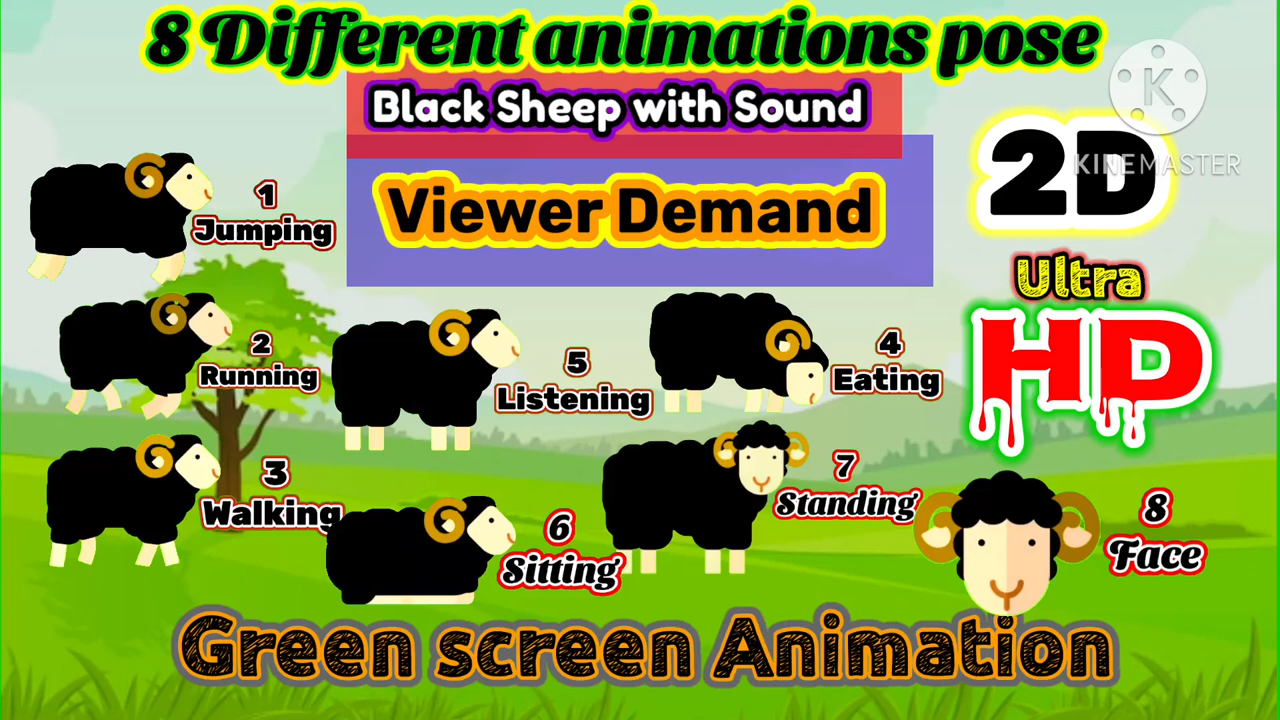 8 Different animations pose
Black Sheep with Sound
Viewer Demand
K
KINEMASTER
2D
Ultra
HD
1
Jumping
2
Running
3
Walking
5
Listening
4
Eating
6
Sitting
7
Standing
8
Face
Green screen Animation